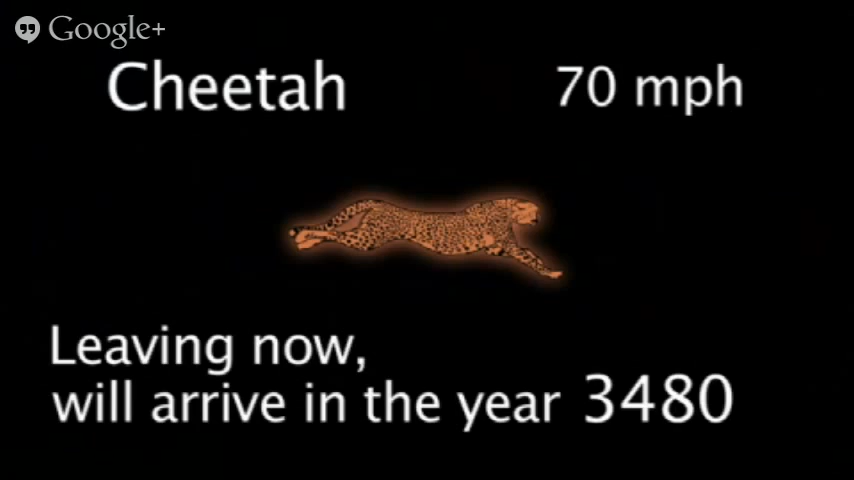 Google+
Cheetah 70 mph
Leaving now,
will arrive in the year 3480